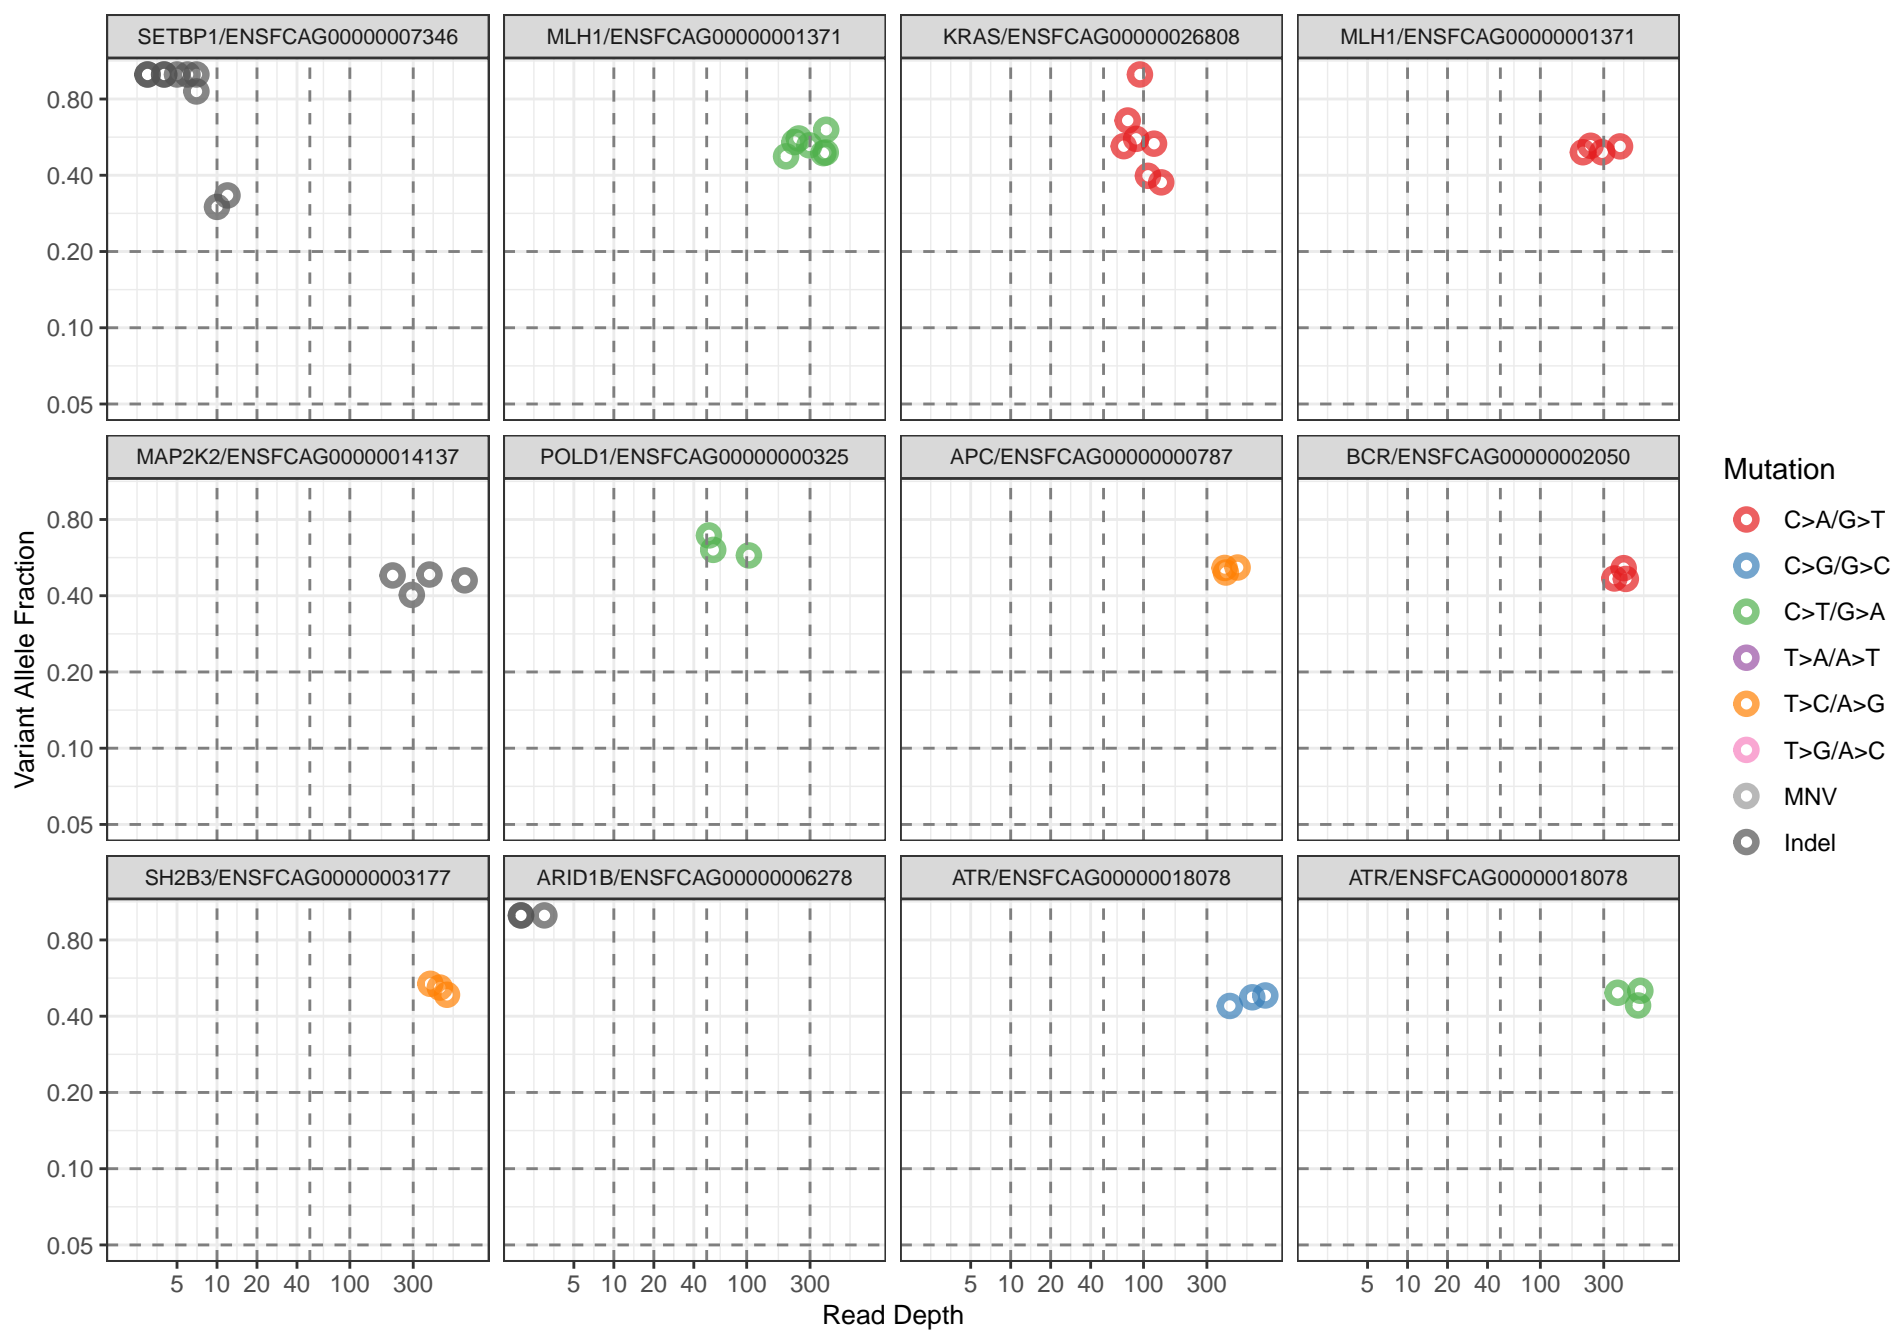 SETBP1/ENSFCAG00000007346
MLH1/ENSFCAG00000001371
KRAS/ENSFCAG00000026808
MLH1/ENSFCAG00000001371
0.80
0.40
0.20
0.10
0.05
MAP2K2/ENSFCAG00000014137
POLD1/ENSFCAG00000000325
APC/ENSFCAG00000000787
BCR/ENSFCAG00000002050
0.80
0.40
0.20
0.10
0.05
SH2B3/ENSFCAG00000003177
ARID1B/ENSFCAG00000006278
ATR/ENSFCAG00000018078
ATR/ENSFCAG00000018078
0.80
0.40
0.20
0.10
0.05
5 10 20 40 100 300
5 10 20 40 100 300
5 10 20 40 100 300
5 10 20 40 100 300
Read Depth
Variant Allele Fraction
Mutation
C>A/G>T
C>G/G>C
C>T/G>A
T>A/A>T
T>C/A>G
T>G/A>C
MNV
Indel